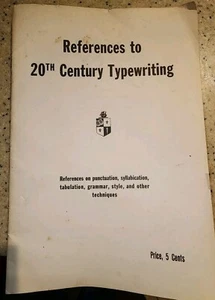 References to
20TH Century Typewriting
References on punctuation, syllabication,
tabulation, grammar, style, and other
techniques
Price, 5 Cents